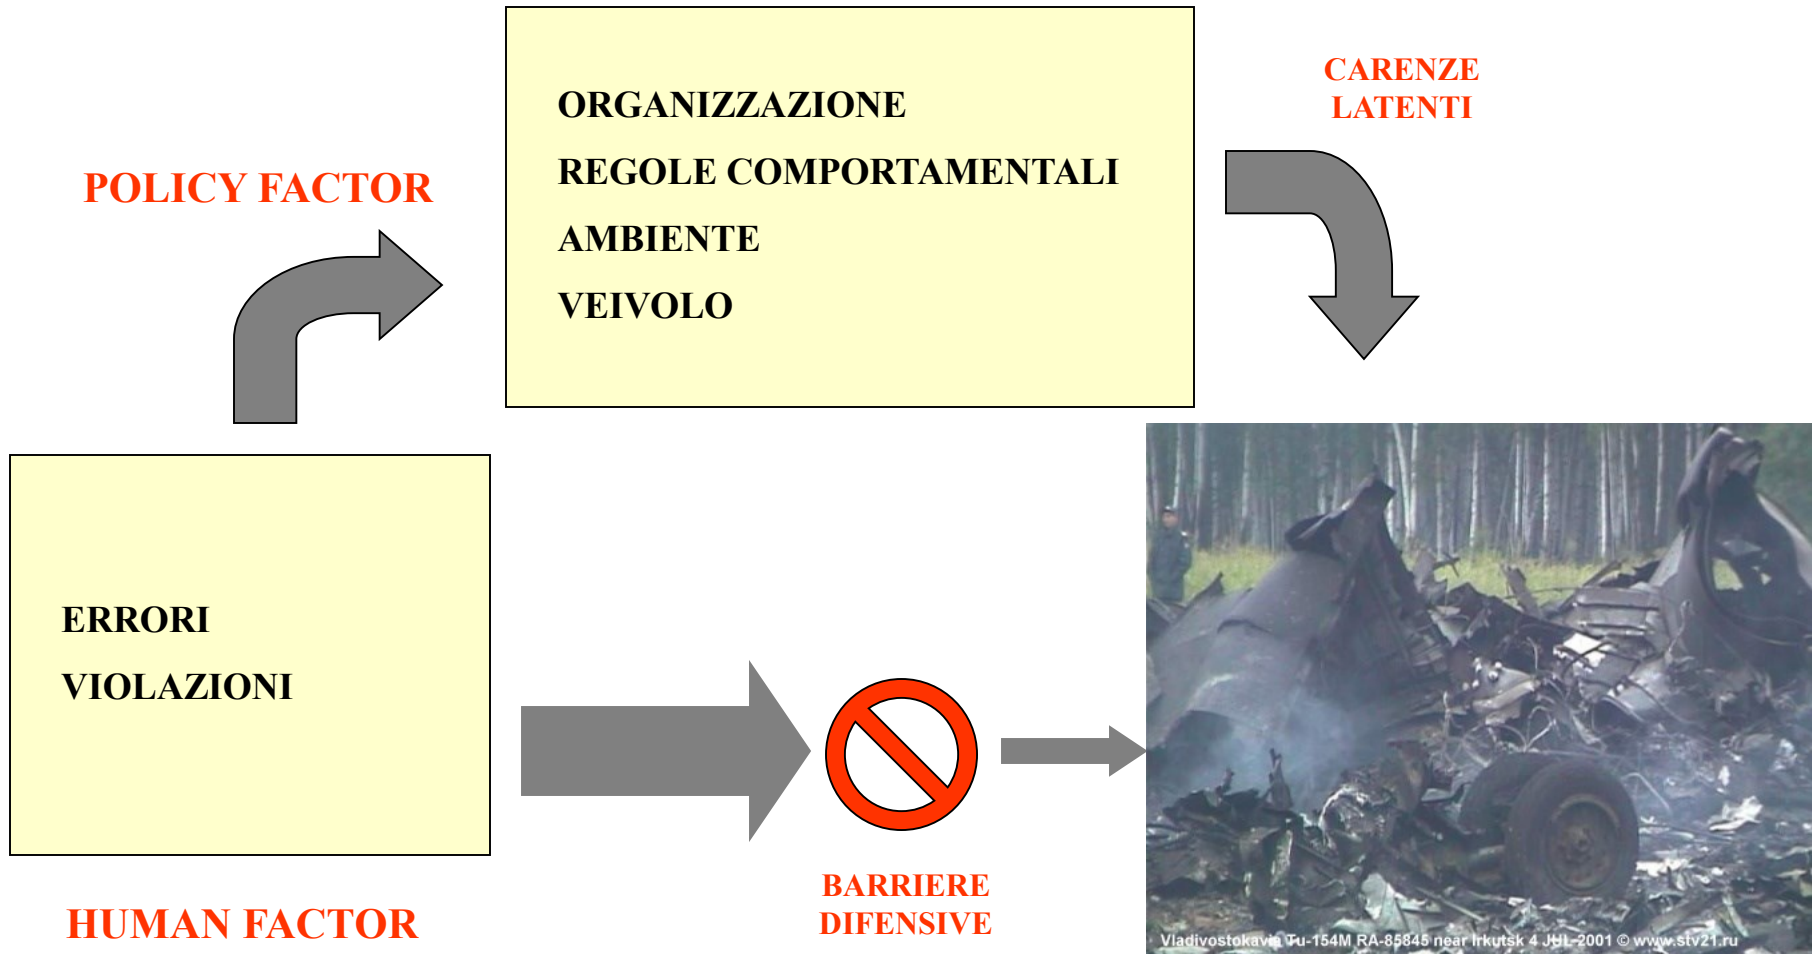 ORGANIZZAZIONE
REGOLE COMPORTAMENTALI
AMBIENTE
VEIVOLO
CARENZE
LATENTI
POLICY FACTOR
ERRORI
VIOLAZIONI
HUMAN FACTOR
BARRIERE
DIFENSIVE
Vladivostokavia Tu-154M RA-85845 near Irkutsk 4 JUL-2001 © www.stv21.ru